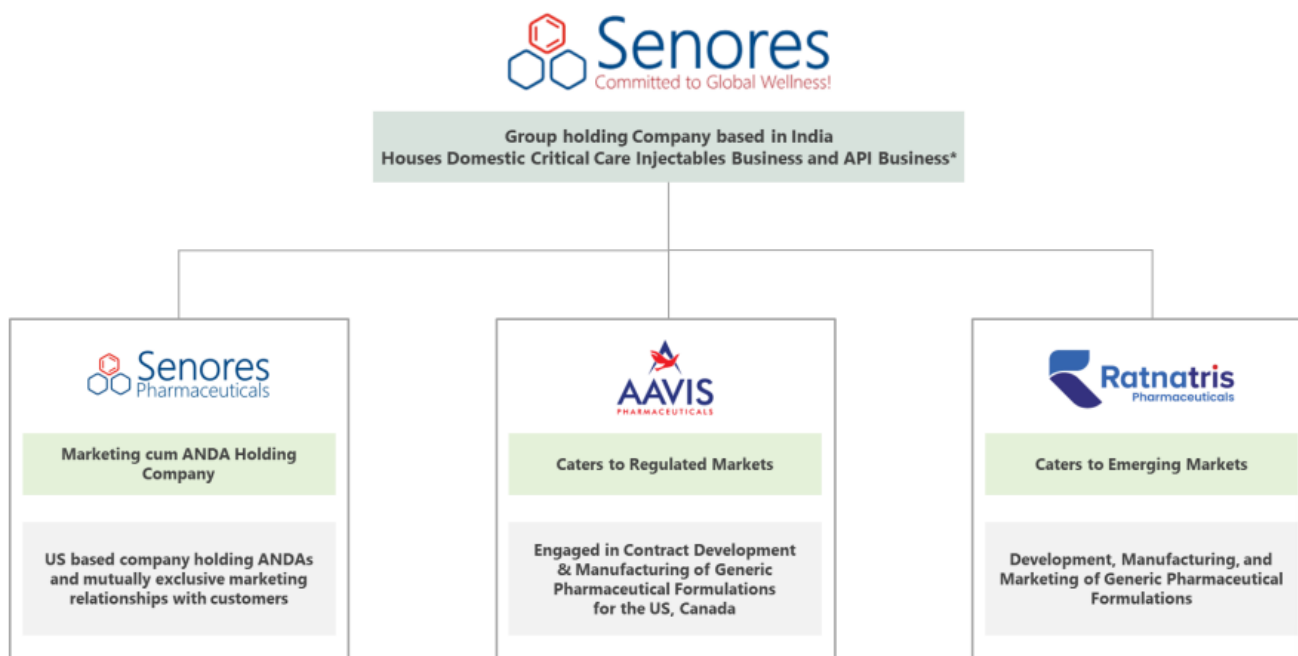 Senores
Committed to Global Wellness!
Group holding Company based in India
Houses Domestic Critical Care Injectables Business and API Business*
Senores
Pharmaceuticals
Marketing cum ANDA Holding
Company
US based company holding ANDAs
and mutually exclusive marketing
relationships with customers
AAVIS
PHARMACEUTICALS
Caters to Regulated Markets
Engaged in Contract Development
& Manufacturing of Generic
Pharmaceutical Formulations
for the US, Canada
Ratnatris
Pharmaceuticals
Caters to Emerging Markets
Development, Manufacturing, and
Marketing of Generic Pharmaceutical
Formulations